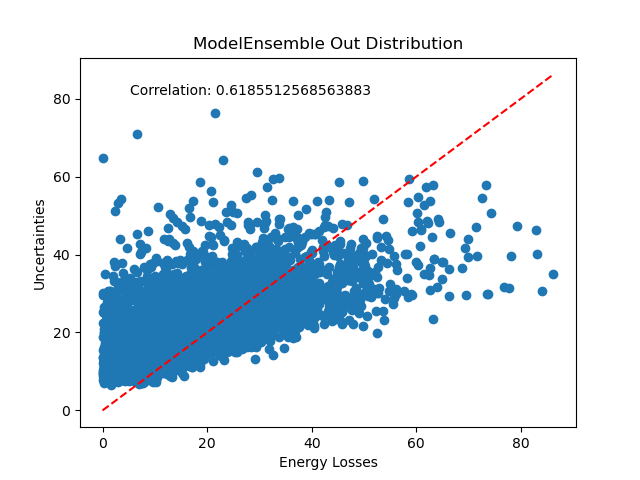 ModelEnsemble Out Distribution
Correlation: 0.6185512568563883
80
60
40
20
0
Uncertainties
0 20 40 60 80
Energy Losses